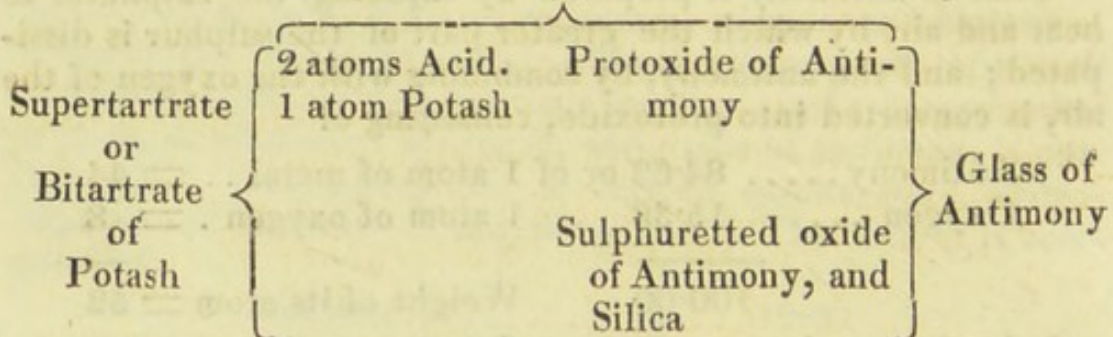 Supertartrate
or
Bitartrate
of
Potash
2 atoms Acid.
1 atom Potash
Protoxide of Anti-
mony
Sulphuretted oxide
of Antimony, and
Silica
Glass of
Antimony